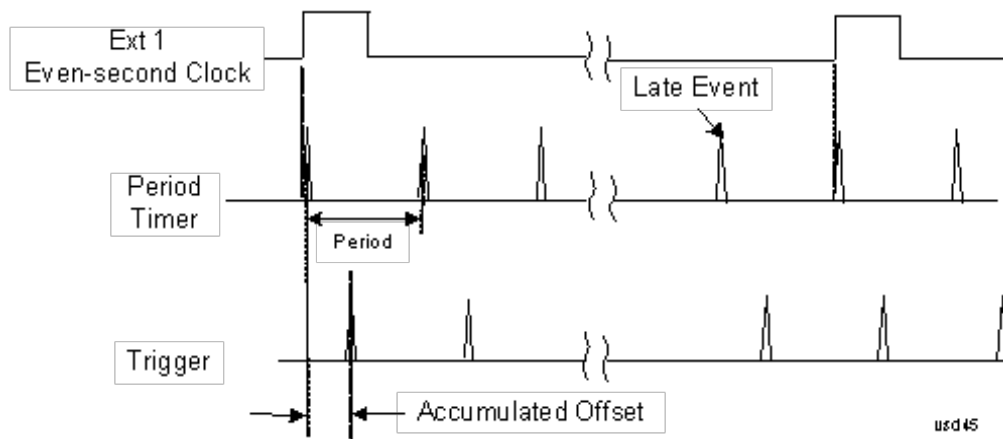 Ext 1
Even-second Clock
Late Event
Period
Timer
Period
Trigger
Accumulated Offset
usd45